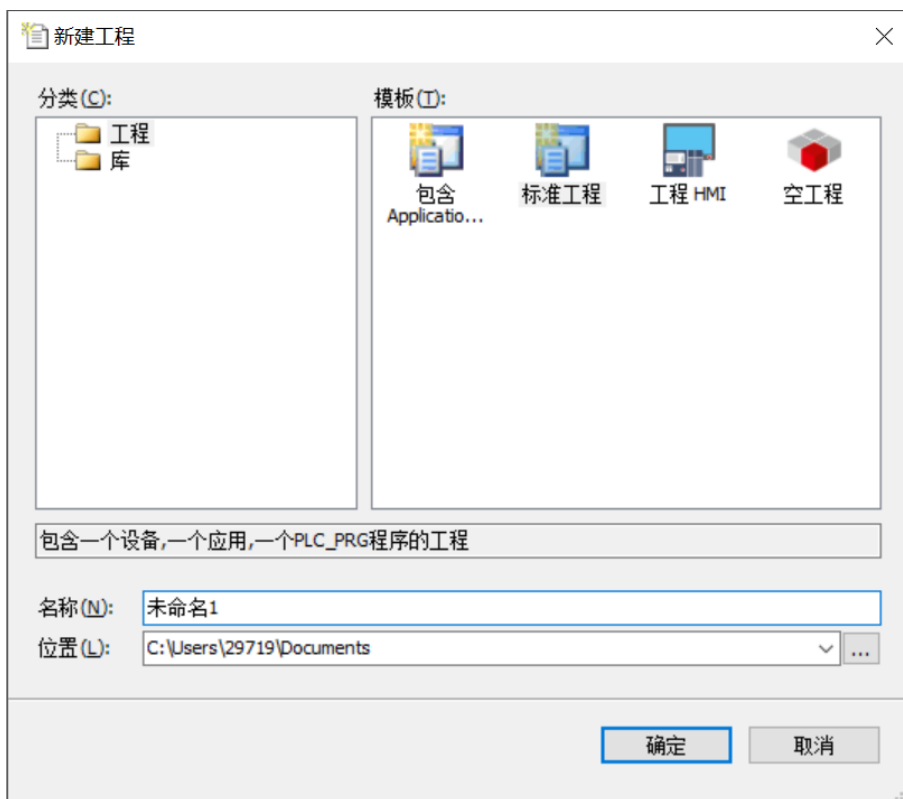 新建工程
分类(C):
模板(T):
工程
库
包含
Applicatio...
标准工程
工程 HMI
空工程
包含一个设备,一个应用,一个PLC_PRG程序的工程
名称(N):
未命名1
位置(L):
C:\Users\29719\Documents
...
确定
取消